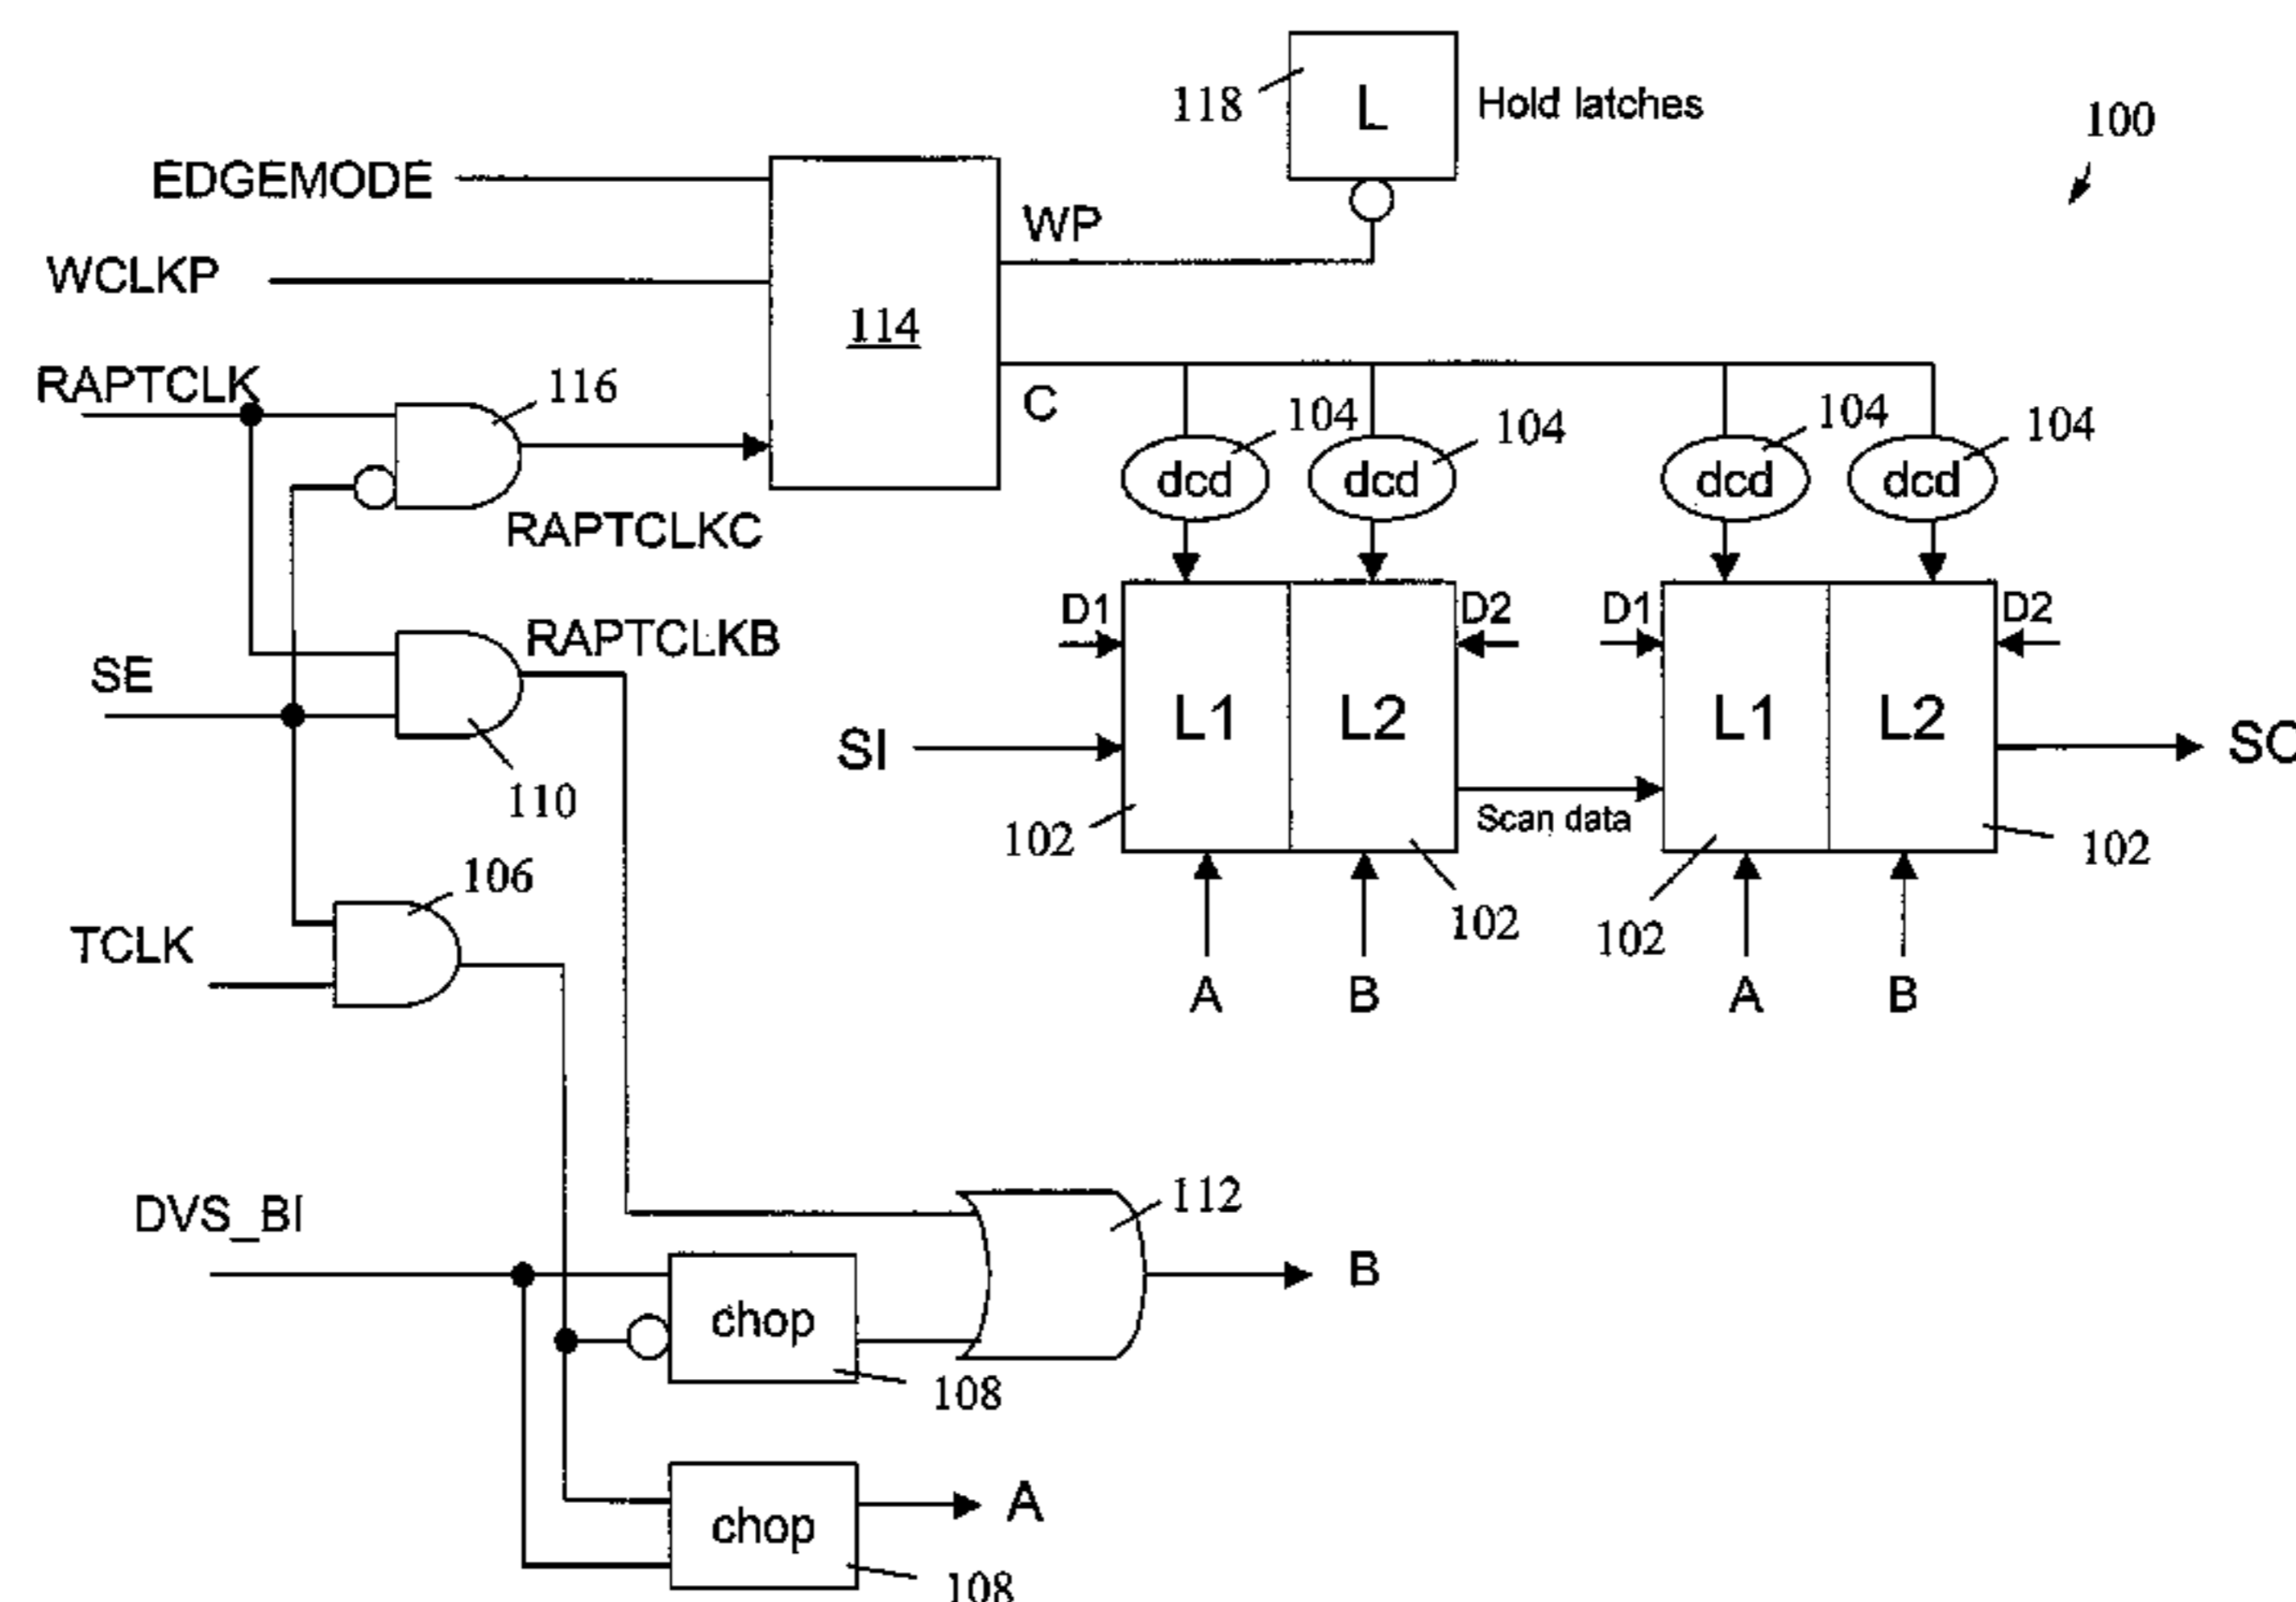 L
118
Hold latches
100
EDGEMODE
WP
WCLKP
114
RAPTCLK
116
C
104
104
104
104
dcd
dcd
dcd
dcd
RAPTCLKC
D1
D2
D1
D2
RAPTCLKB
SE
L1
L2
L1
L2
SI
SO
110
Scan data
102
102
102
102
106
TCLK
A
B
A
B
DVS_BI
112
B
chop
108
A
chop
108